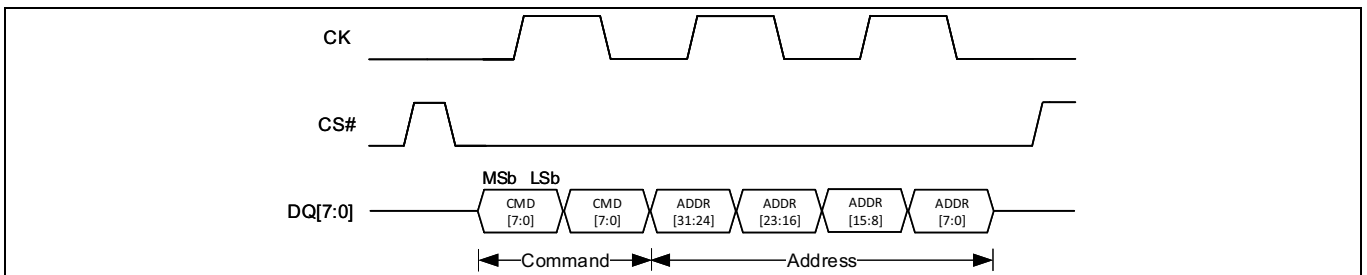 CK
CS#
MSb LSb
DQ[7:0]
CMD
[7:0]
CMD
[7:0]
ADDR
[31:24]
ADDR
[23:16]
ADDR
[15:8]
ADDR
[7:0]
Command
Address